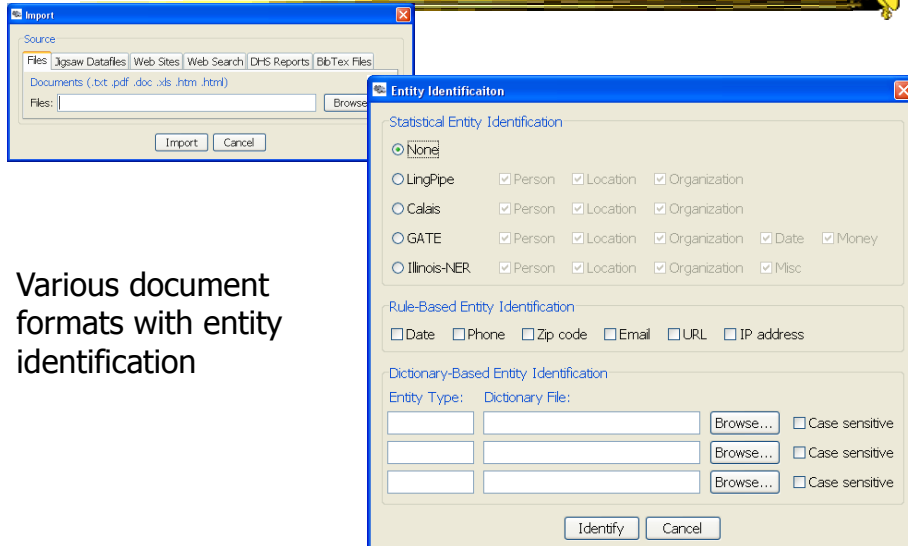 Import
Source
Files Jigsaw Datafiles Web Sites Web Search DHS Reports BibTex Files
Documents (.txt .pdf .doc .xls .htm .html)
Files: Browse
Import Cancel
Entity Identificaiton
Statistical Entity Identification
None
LingPipe Person Location Organization
Calais Person Location Organization
GATE Person Location Organization Date Money
Illinois-NER Person Location Organization Misc
Rule-Based Entity Identification
Date Phone Zip code Email URL IP address
Dictionary-Based Entity Identification
Entity Type: Dictionary File:
Browse... Case sensitive
Browse... Case sensitive
Browse... Case sensitive
Identify Cancel
Various document
formats with entity
identification